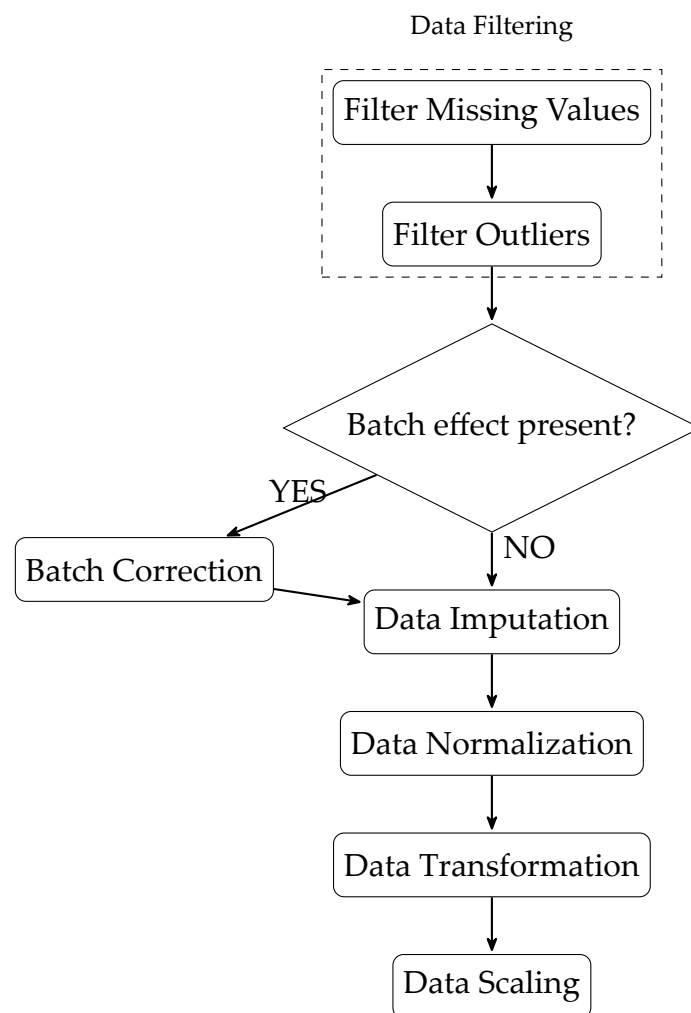 Data Filtering
Filter Missing Values
Filter Outliers
Batch effect present?
YES
NO
Batch Correction
Data Imputation
Data Normalization
Data Transformation
Data Scaling